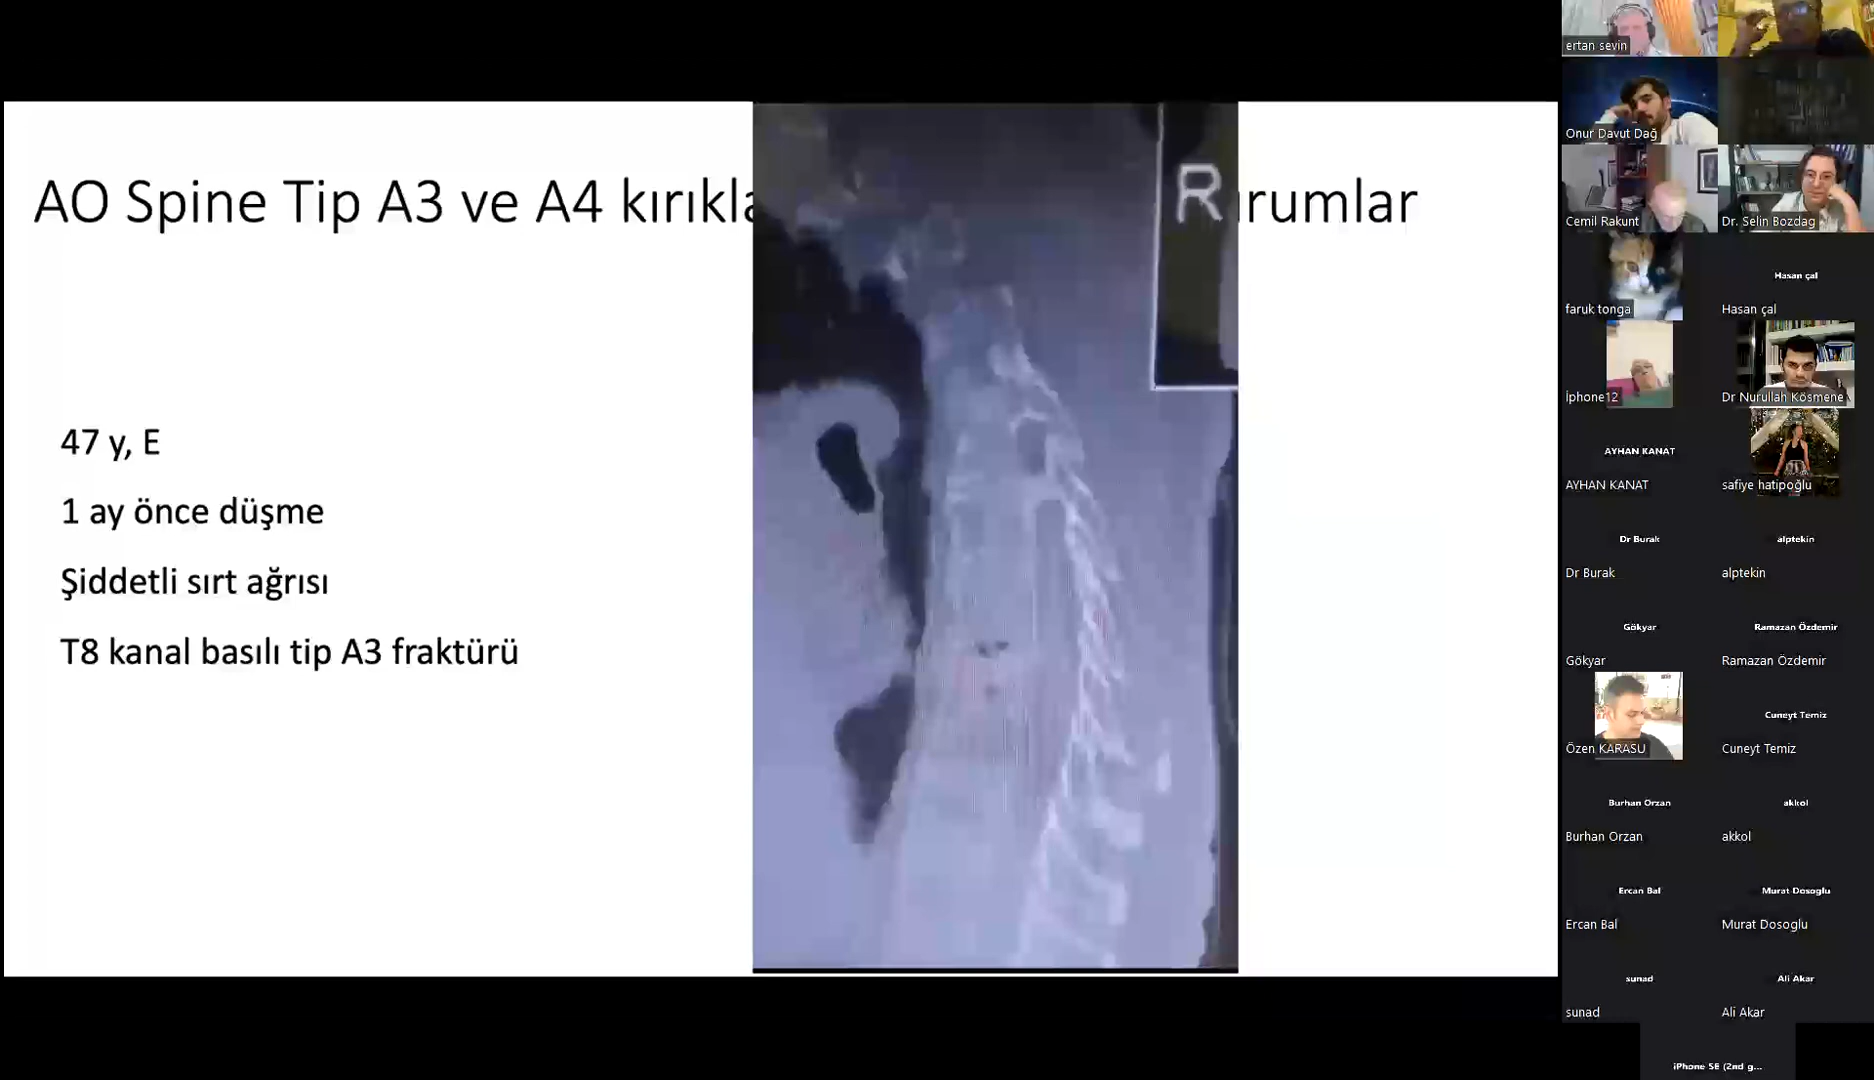 AO Spine Tip A3 ve A4 kırıkla
rumlar
R
47 y, E
1 ay önce düşme
Şiddetli sırt ağrısı
T8 kanal basılı tip A3 fraktürü
ertan sevin
Onur Davut Dağ
Cemil Rakunt
Dr. Selin Bozdag
faruk tonga
Hasan çal
Hasan çal
İphone12
Dr Nurullah Kösmene
AYHAN KANAT
AYHAN KANAT
safiye hatipoğlu
Dr Burak
Dr Burak
alptekin
alptekin
Gökyar
Gökyar
Ramazan Özdemir
Ramazan Özdemir
Özen KARASU
Cuneyt Temiz
Cuneyt Temiz
Burhan Orzan
Burhan Orzan
akkol
akkol
Ercan Bal
Ercan Bal
Murat Dosoglu
Murat Dosoglu
sunad
sunad
Ali Akar
Ali Akar
iPhone SE (2nd g...